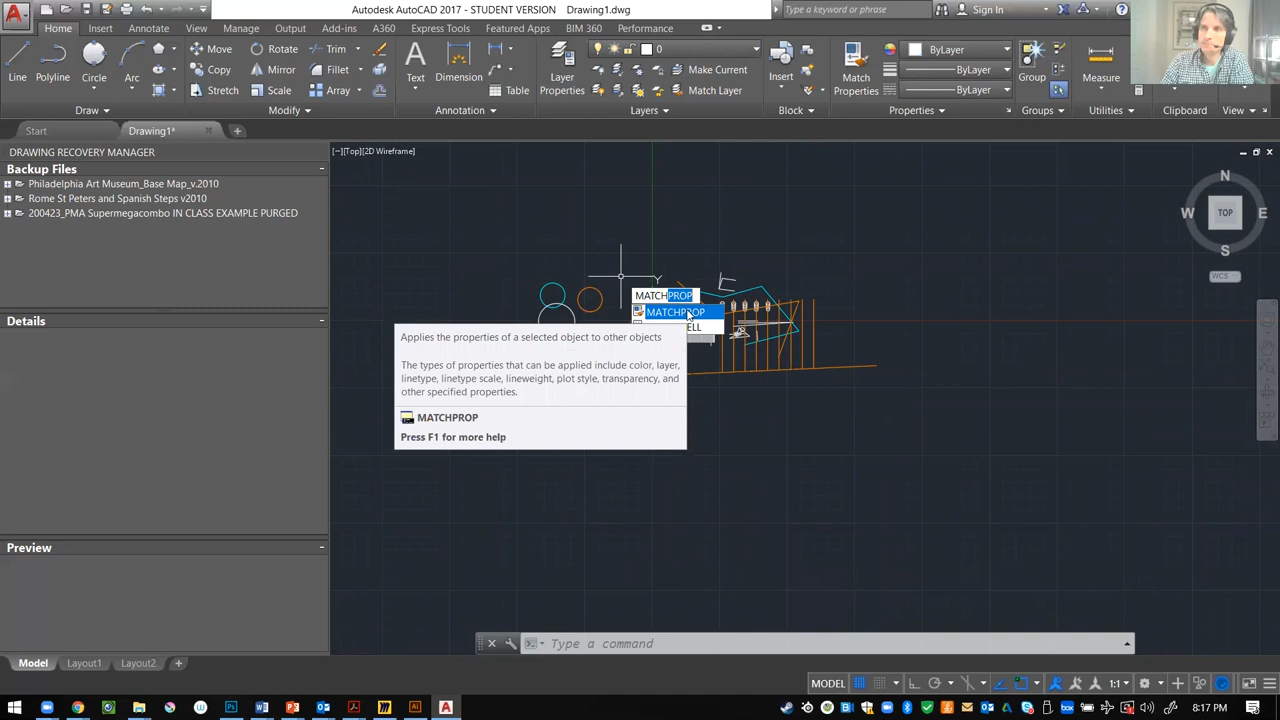 Autodesk AutoCAD 2017 - STUDENT VERSION Drawing1.dwg
Type a keyword or phrase
Sign In
Home Insert Annotate View Manage Output Add-ins A360 Express Tools Featured Apps BIM 360 Performance
Line
Polyline
Circle
Arc
Move
Rotate
Trim
Copy
Mirror
Fillet
Stretch
Scale
Array
Text
Dimension
Table
Layer
Properties
0
Make Current
Match Layer
Insert
Match
Properties
ByLayer
ByLayer
ByLayer
Group
Measure
Draw
Modify
Annotation
Layers
Block
Properties
Groups
Utilities
Clipboard
View
Start
Drawing1*
DRAWING RECOVERY MANAGER
Backup Files
Philadelphia Art Museum_Base Map_v.2010
Rome St Peters and Spanish Steps v2010
200423_PMA Supermegacombo IN CLASS EXAMPLE PURGED
Details
Preview
[−][Top][2D Wireframe]
N
W TOP E
S
WCS
Y
MATCHPROP
MATCHPROP
ELL
Applies the properties of a selected object to other objects
The types of properties that can be applied include color, layer,
linetype, linetype scale, lineweight, plot style, transparency, and
other specified properties.
MATCHPROP
Press F1 for more help
Type a command
Model Layout1 Layout2
MODEL
1:1
8:17 PM